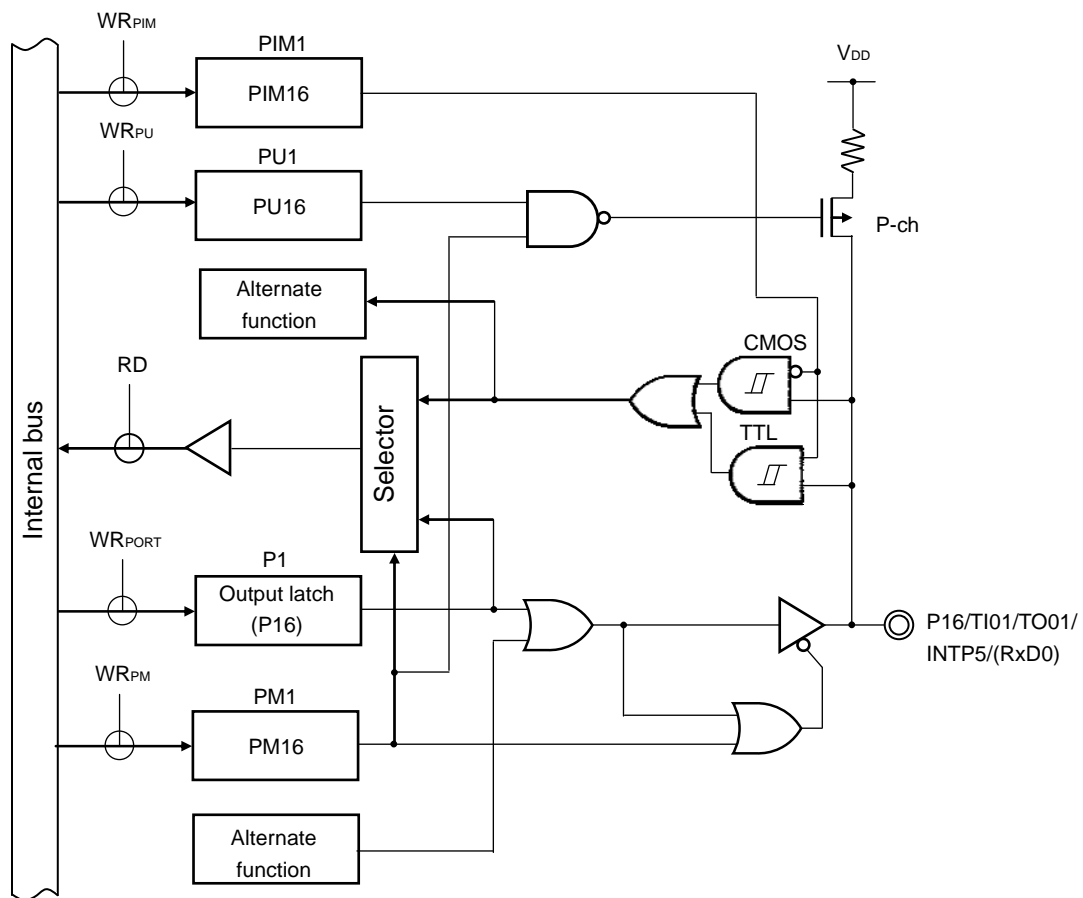 WRPIM
PIM1
PIM16
VDD
WRPU
PU1
PU16
P-ch
Alternate
function
CMOS
RD
TTL
Selector
Internal bus
WRPORT
P1
Output latch
(P16)
P16/TI01/TO01/
INTP5/(RxD0)
WRPM
PM1
PM16
Alternate
function